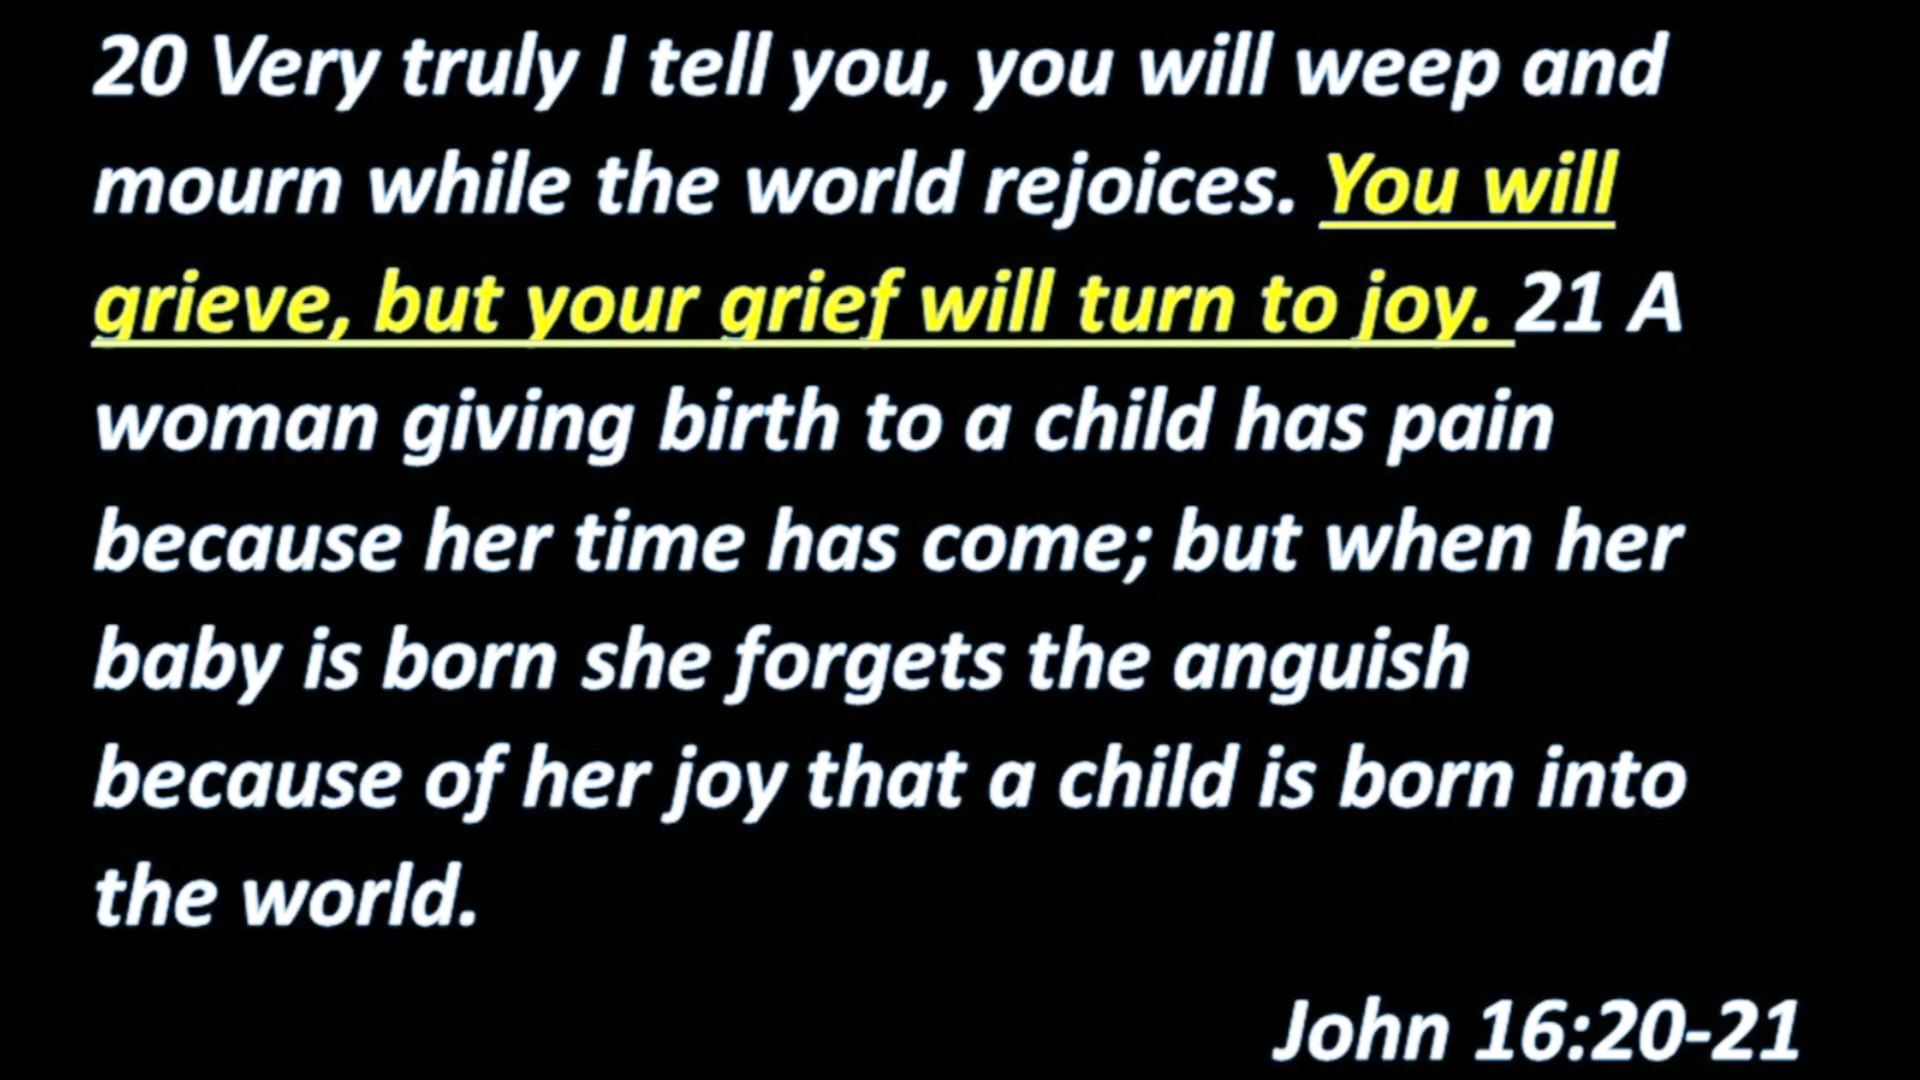 20 Very truly I tell you, you will weep and
mourn while the world rejoices. You will
grieve, but your grief will turn to joy. 21 A
woman giving birth to a child has pain
because her time has come; but when her
baby is born she forgets the anguish
because of her joy that a child is born into
the world.
John 16:20-21